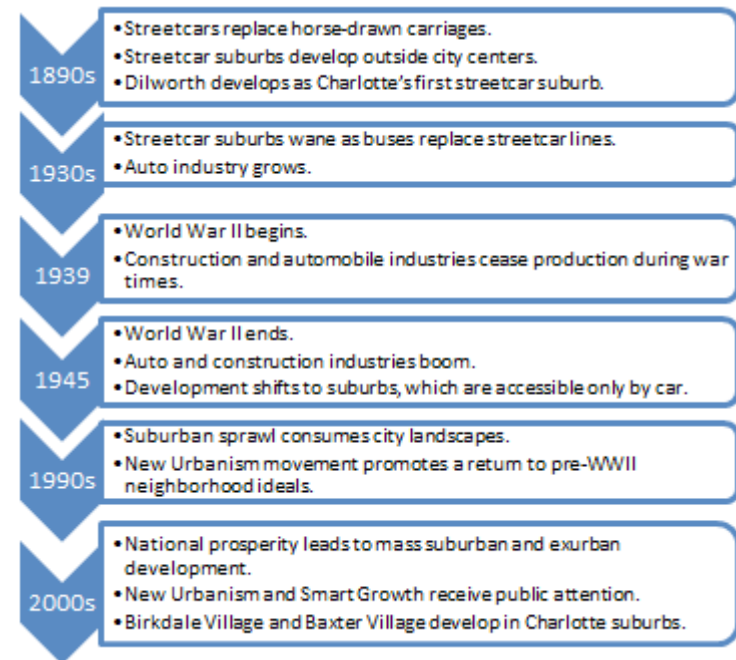 1890s
•Streetcars replace horse-drawn carriages.
•Streetcar suburbs develop outside city centers.
•Dilworth develops as Charlotte's first streetcar suburb.
1930s
•Streetcar suburbs wane as buses replace streetcar lines.
•Auto industry grows.
1939
•World War II begins.
•Construction and automobile industries cease production during war
times.
1945
•World War II ends.
•Auto and construction industries boom.
•Development shifts to suburbs, which are accessible only by car.
1990s
•Suburban sprawl consumes city landscapes.
•New Urbanism movement promotes a return to pre-WWII
neighborhood ideals.
2000s
•National prosperity leads to mass suburban and exurban
development.
•New Urbanism and Smart Growth receive public attention.
•Birkdale Village and Baxter Village develop in Charlotte suburbs.